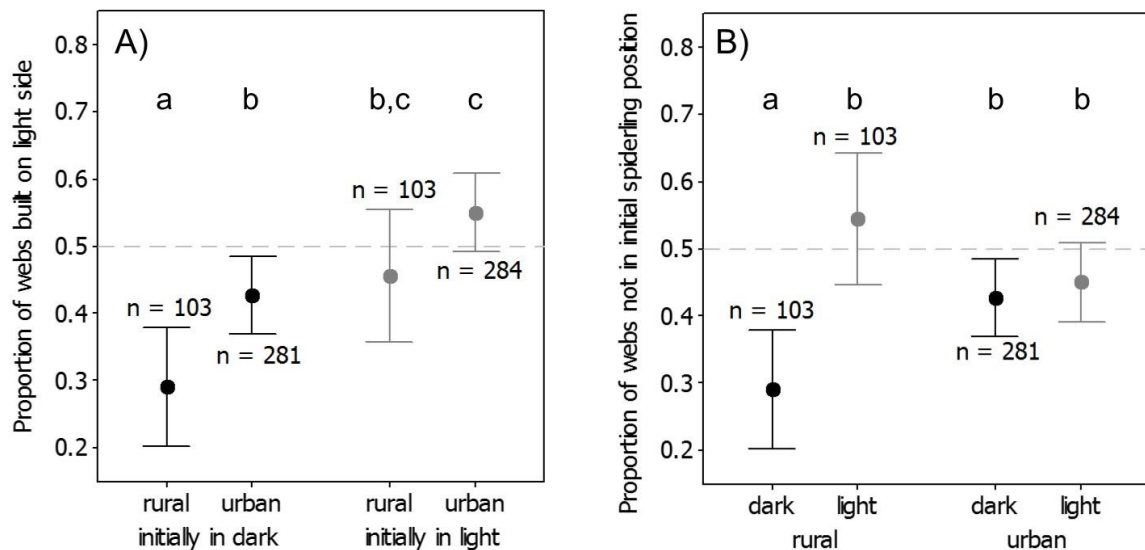 A)
Proportion of webs built on light side
0.8
0.7
0.6
0.5
0.4
0.3
0.2
a
b
b,c
c
n = 103
n = 281
n = 103
n = 284
rural urban rural urban
initially in dark initially in light
B)
Proportion of webs not in initial spiderling position
0.8
0.7
0.6
0.5
0.4
0.3
0.2
a
b
b
b
n = 103
n = 103
n = 281
n = 284
dark light dark light
rural urban